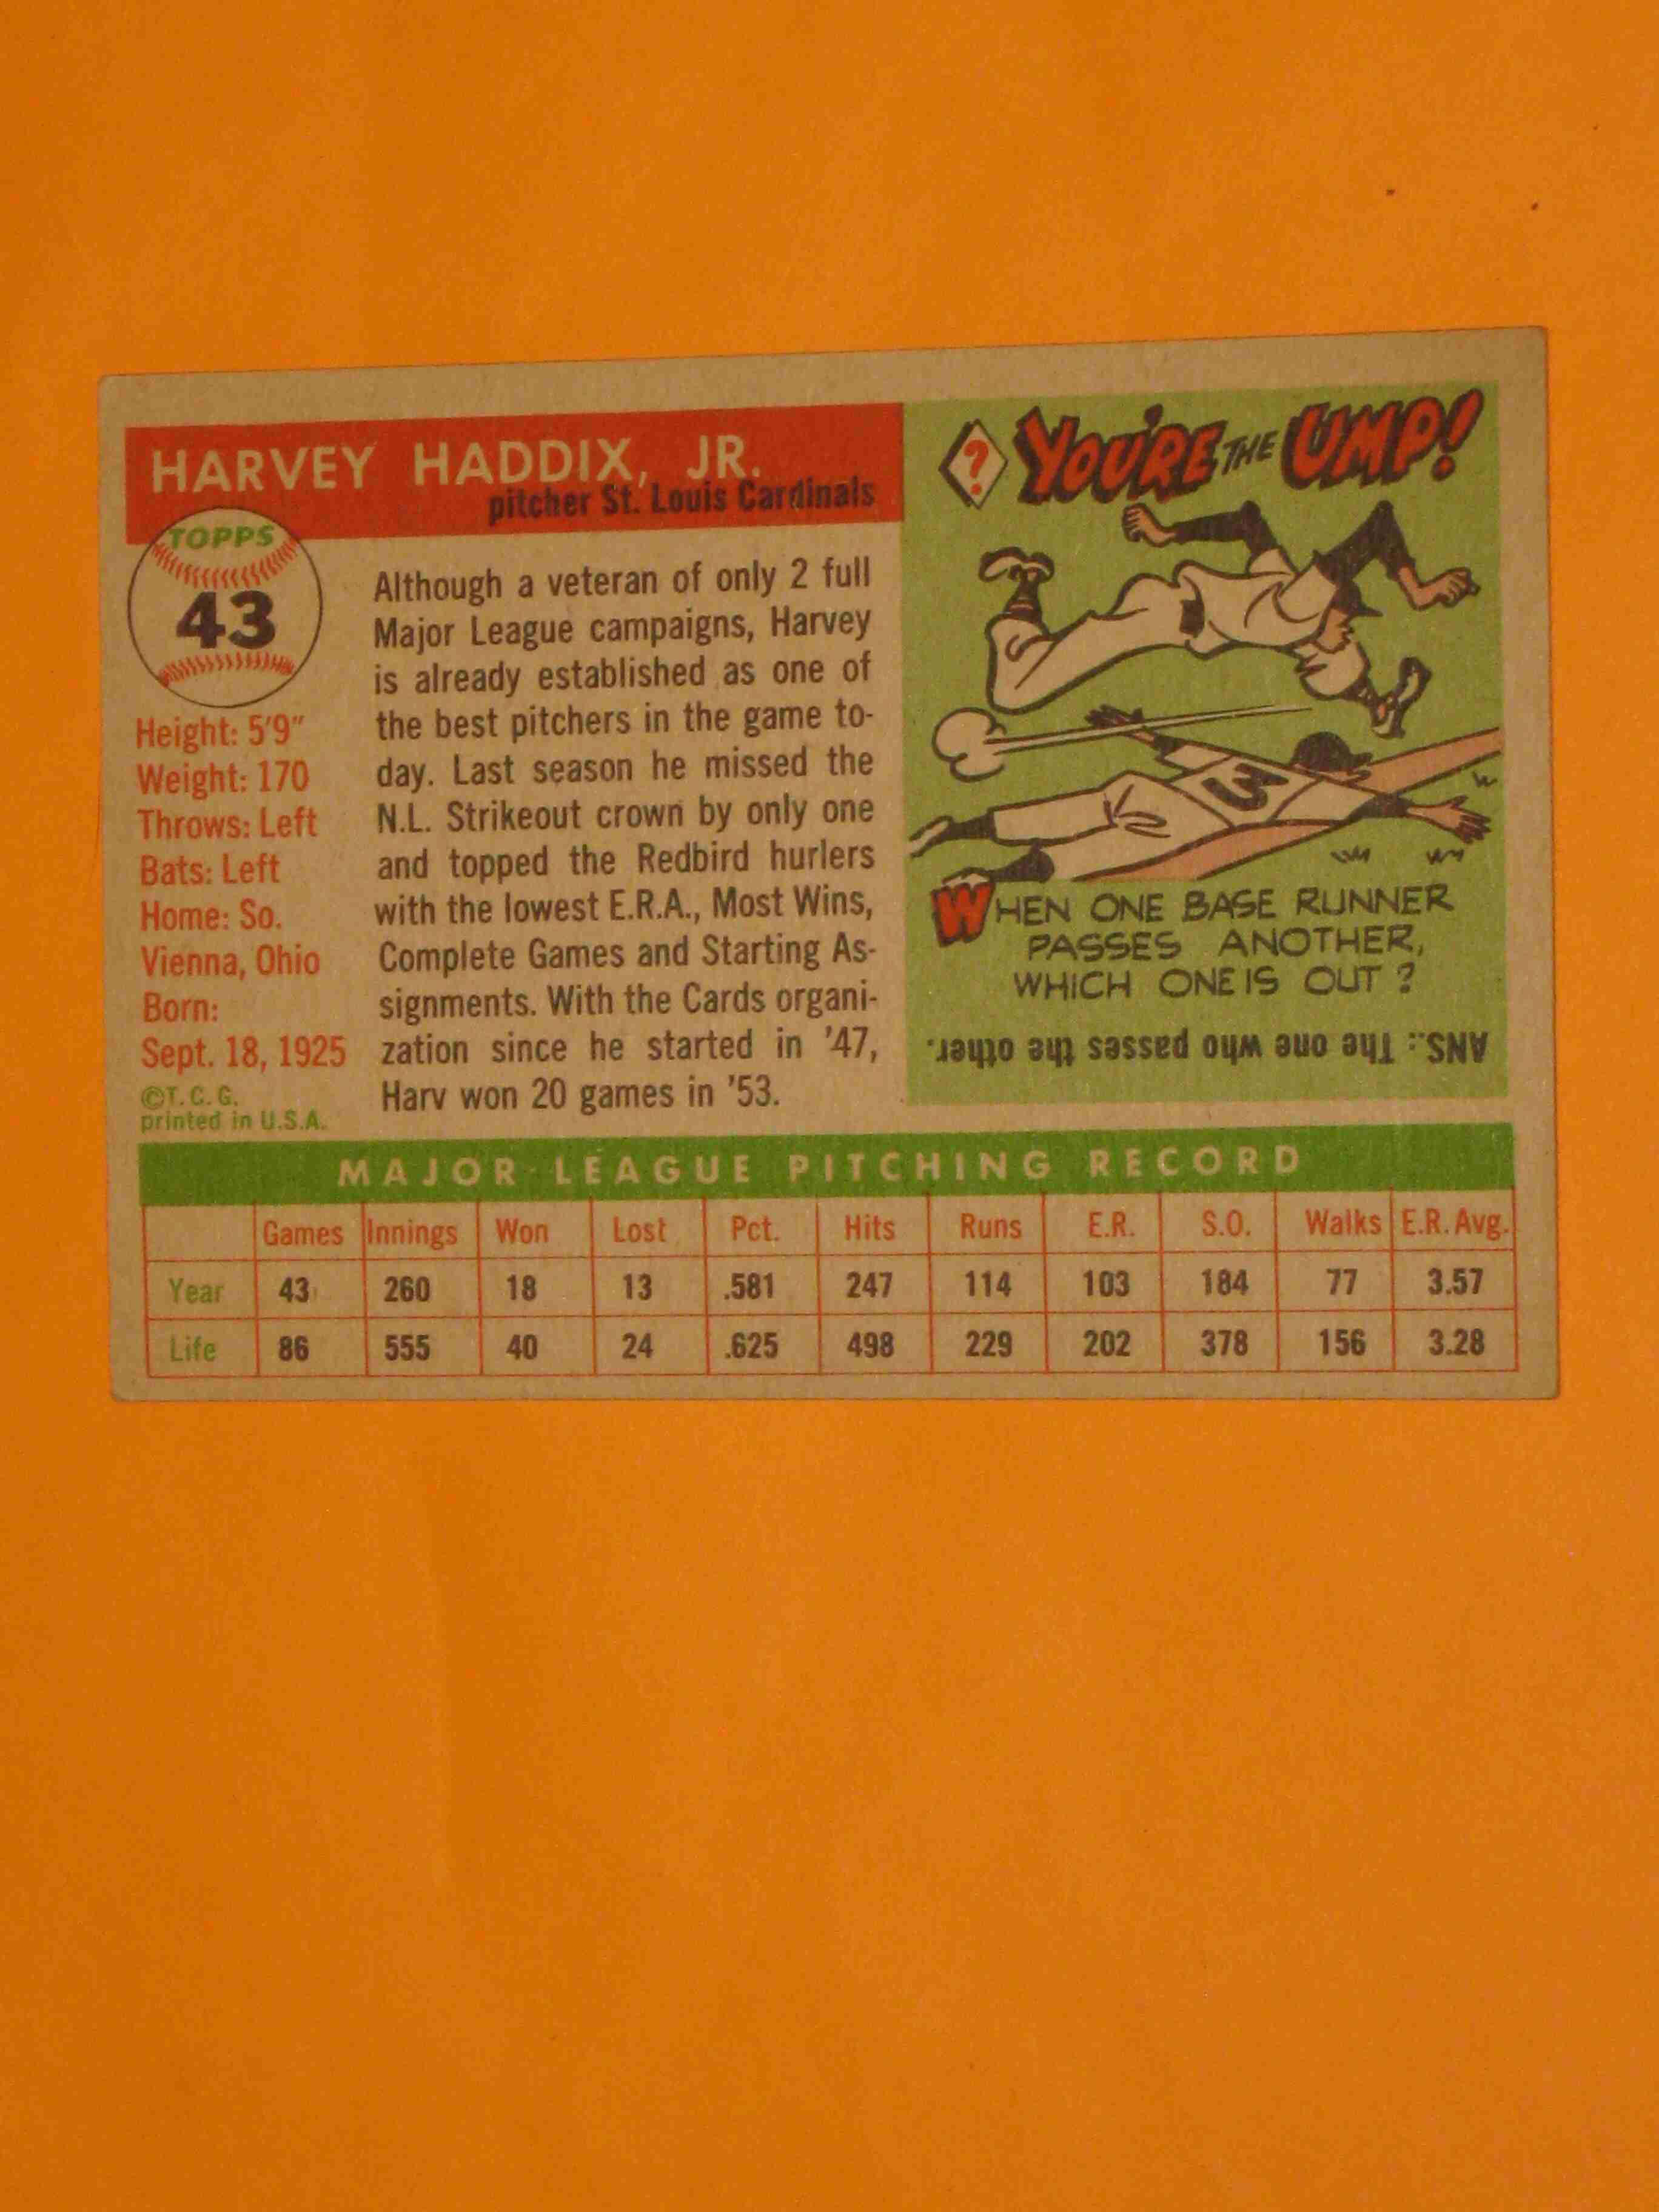 HARVEY HADDIX, JR.
pitcher St. Louis Cardinals
TOPPS
43
Height: 5'9"
Weight: 170
Throws: Left
Bats: Left
Home: So.
Vienna, Ohio
Born:
Sept. 18, 1925
©T. C. G.
printed in U.S.A.
Although a veteran of only 2 full
Major League campaigns, Harvey
is already established as one of
the best pitchers in the game to-
day. Last season he missed the
N.L. Strikeout crown by only one
and topped the Redbird hurlers
with the lowest E.R.A., Most Wins,
Complete Games and Starting As-
signments. With the Cards organi-
zation since he started in '47,
Harv won 20 games in '53.
? YOU'RE THE UMP!
3
WHEN ONE BASE RUNNER
PASSES ANOTHER,
WHICH ONE IS OUT ?
ANS.: The one who passes the other.
MAJOR LEAGUE PITCHING RECORD
Games Innings Won Lost Pct. Hits Runs E.R. S.O. Walks E.R. Avg.
Year 43 260 18 13 .581 247 114 103 184 77 3.57
Life 86 555 40 24 .625 498 229 202 378 156 3.28